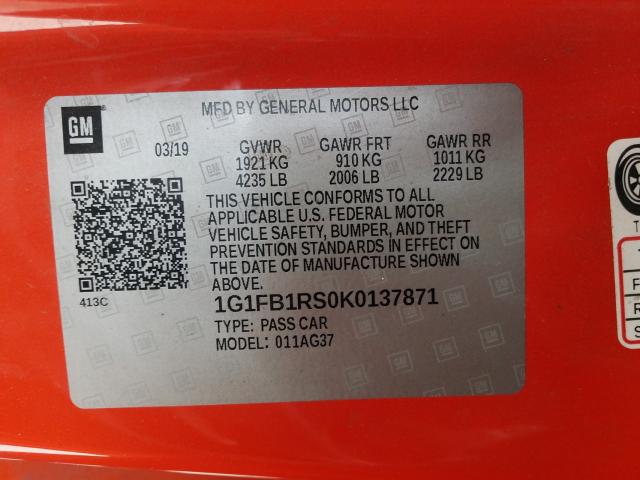 GM
MFD BY GENERAL MOTORS LLC
03/19 GVWR GAWR FRT GAWR RR
1921 KG 910 KG 1011 KG
4235 LB 2006 LB 2229 LB
THIS VEHICLE CONFORMS TO ALL
APPLICABLE U.S. FEDERAL MOTOR
VEHICLE SAFETY, BUMPER, AND THEFT
PREVENTION STANDARDS IN EFFECT ON
THE DATE OF MANUFACTURE SHOWN
ABOVE.
413C
1G1FB1RS0K0137871
TYPE: PASS CAR
MODEL: 011AG37
T
F
R
S